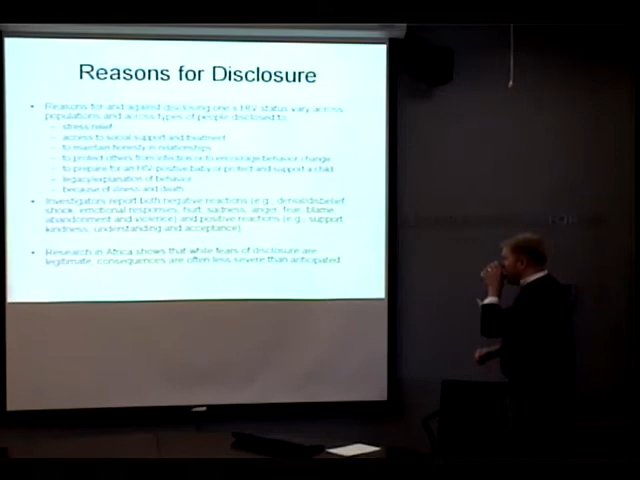 Reasons for Disclosure
Reasons for and against disclosing one's HIV status vary across
populations and across types of people disclosed to:
– stress relief
– access to social support and treatment
– to maintain honesty in relationships
– to protect others from infection or to encourage behavior change
– to prepare for an HIV positive baby or protect and support a child
– legacy/explanation of behavior
– because of illness and death
Investigators report both negative reactions (e.g., denial/disbelief,
shock, emotional responses: hurt, sadness, anger, fear, blame,
abandonment and violence) and positive reactions (e.g., support,
kindness, understanding and acceptance)
Research in Africa shows that while fears of disclosure are
legitimate, consequences are often less severe than anticipated